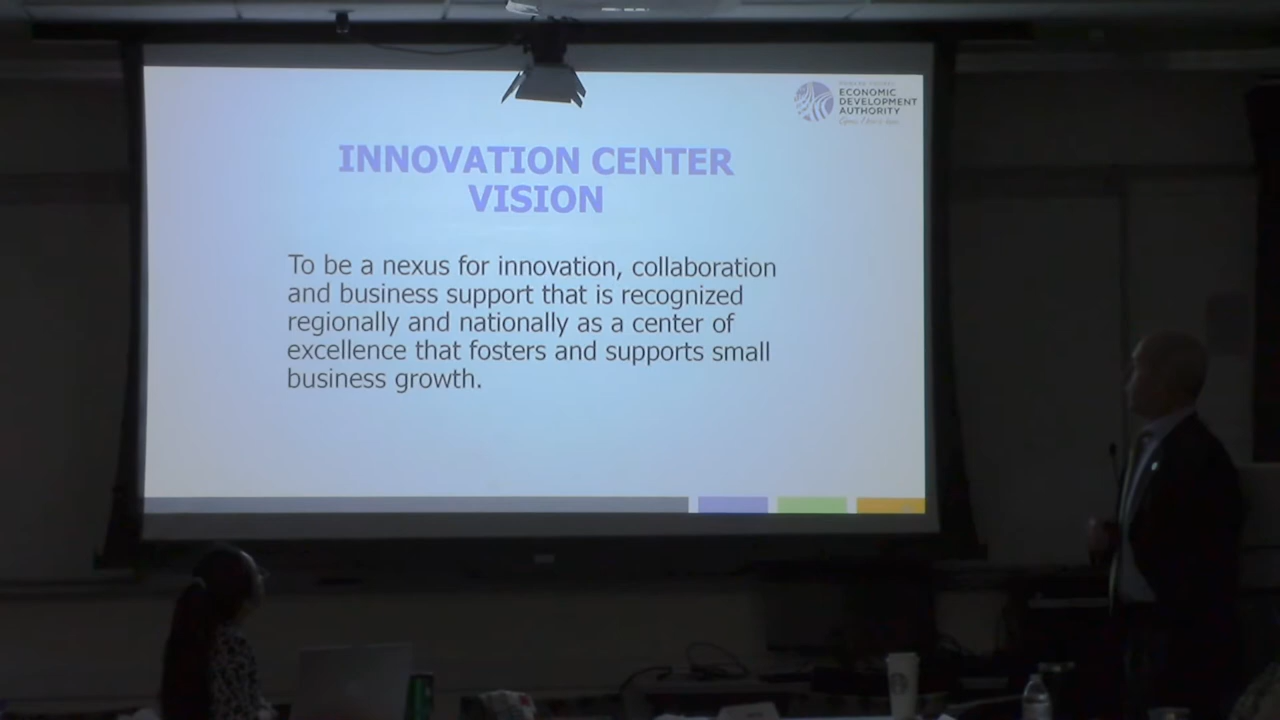 ECONOMIC
DEVELOPMENT
AUTHORITY
INNOVATION CENTER
VISION
To be a nexus for innovation, collaboration
and business support that is recognized
regionally and nationally as a center of
excellence that fosters and supports small
business growth.